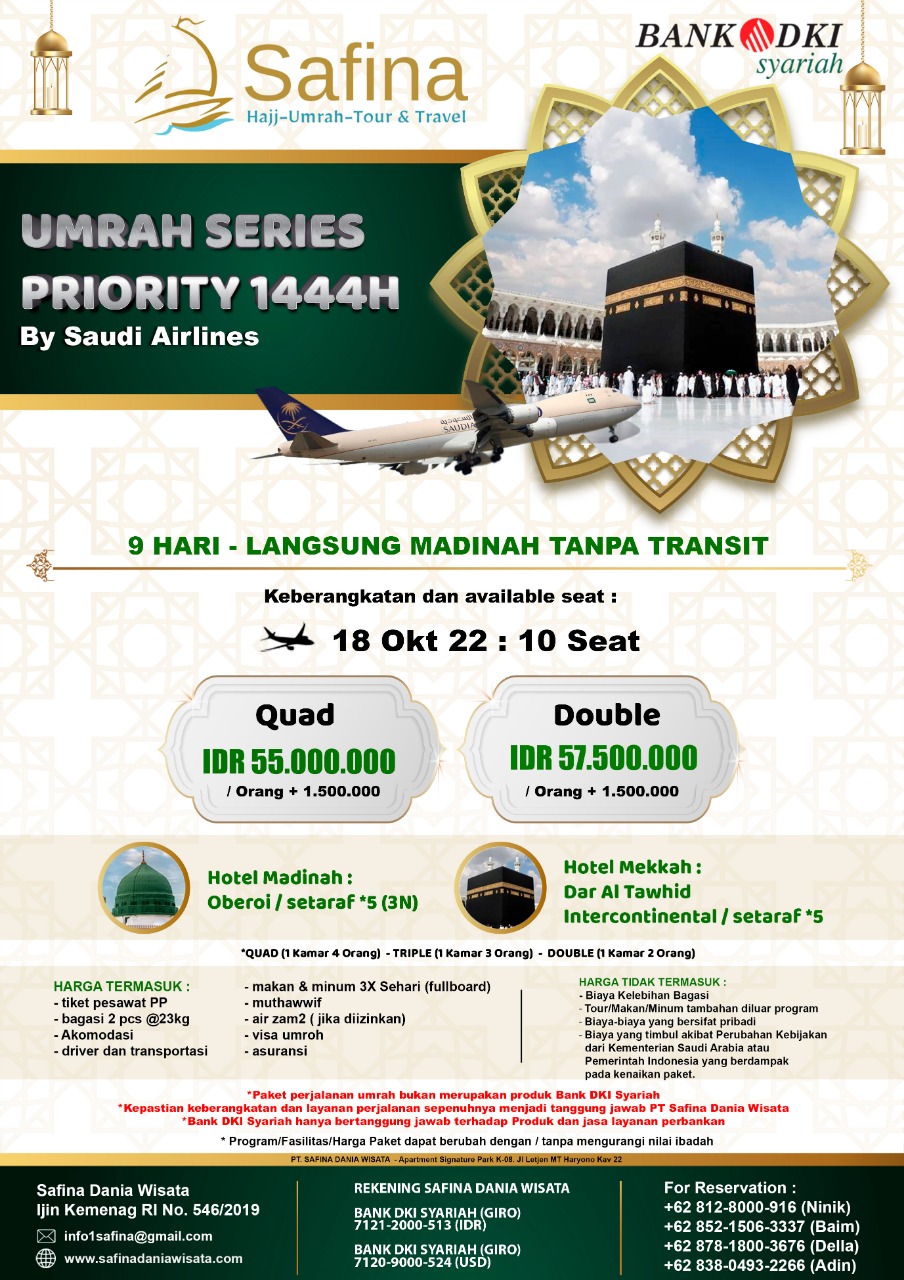 Safina
Hajj-Umrah-Tour & Travel
BANK DKI
syariah
UMRAH SERIES
PRIORITY 1444H
By Saudi Airlines
السعودية
SAUDIA
9 HARI - LANGSUNG MADINAH TANPA TRANSIT
Keberangkatan dan available seat :
18 Okt 22 : 10 Seat
Quad
IDR 55.000.000
/ Orang + 1.500.000
Double
IDR 57.500.000
/ Orang + 1.500.000
Hotel Madinah :
Oberoi / setaraf *5 (3N)
Hotel Mekkah :
Dar Al Tawhid
Intercontinental / setaraf *5
*QUAD (1 Kamar 4 Orang) - TRIPLE (1 Kamar 3 Orang) - DOUBLE (1 Kamar 2 Orang)
HARGA TERMASUK :
- tiket pesawat PP
- bagasi 2 pcs @23kg
- Akomodasi
- driver dan transportasi
- makan & minum 3X Sehari (fullboard)
- muthawwif
- air zam2 ( jika diizinkan)
- visa umroh
- asuransi
HARGA TIDAK TERMASUK :
- Biaya Kelebihan Bagasi
- Tour/Makan/Minum tambahan diluar program
- Biaya-biaya yang bersifat pribadi
- Biaya yang timbul akibat Perubahan Kebijakan
dari Kementerian Saudi Arabia atau
Pemerintah Indonesia yang berdampak
pada kenaikan paket.
*Paket perjalanan umrah bukan merupakan produk Bank DKI Syariah
*Kepastian keberangkatan dan layanan perjalanan sepenuhnya menjadi tanggung jawab PT Safina Dania Wisata
*Bank DKI Syariah hanya bertanggung jawab terhadap Produk dan jasa layanan perbankan
* Program/Fasilitas/Harga Paket dapat berubah dengan / tanpa mengurangi nilai ibadah
PT. SAFINA DANIA WISATA - Apartment Signature Park K-08. Jl Letjen MT Haryono Kav 22
Safina Dania Wisata
Ijin Kemenag RI No. 546/2019
info1safina@gmail.com
www.safinadaniawisata.com
REKENING SAFINA DANIA WISATA
BANK DKI SYARIAH (GIRO)
7121-2000-513 (IDR)
BANK DKI SYARIAH (GIRO)
7120-9000-524 (USD)
For Reservation :
+62 812-8000-916 (Ninik)
+62 852-1506-3337 (Baim)
+62 878-1800-3676 (Della)
+62 838-0493-2266 (Adin)